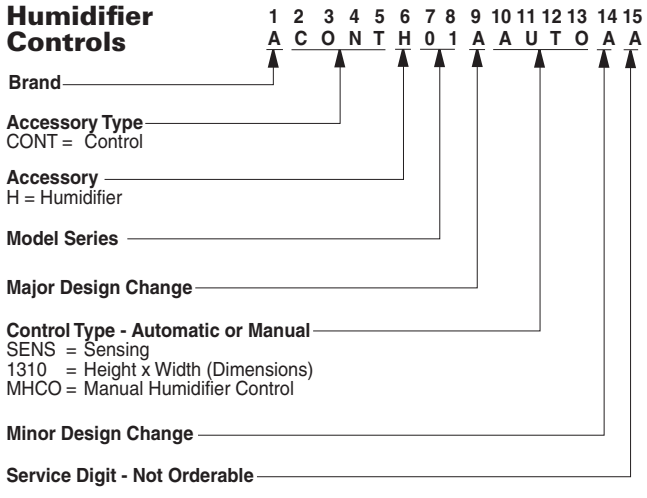 Humidifier
Controls
1 2 3 4 5 6 7 8 9 10 11 12 13 14 15
A C O N T H 0 1 A A U T O A A
Brand
Accessory Type
CONT = Control
Accessory
H = Humidifier
Model Series
Major Design Change
Control Type - Automatic or Manual
SENS = Sensing
1310 = Height x Width (Dimensions)
MHCO = Manual Humidifier Control
Minor Design Change
Service Digit - Not Orderable